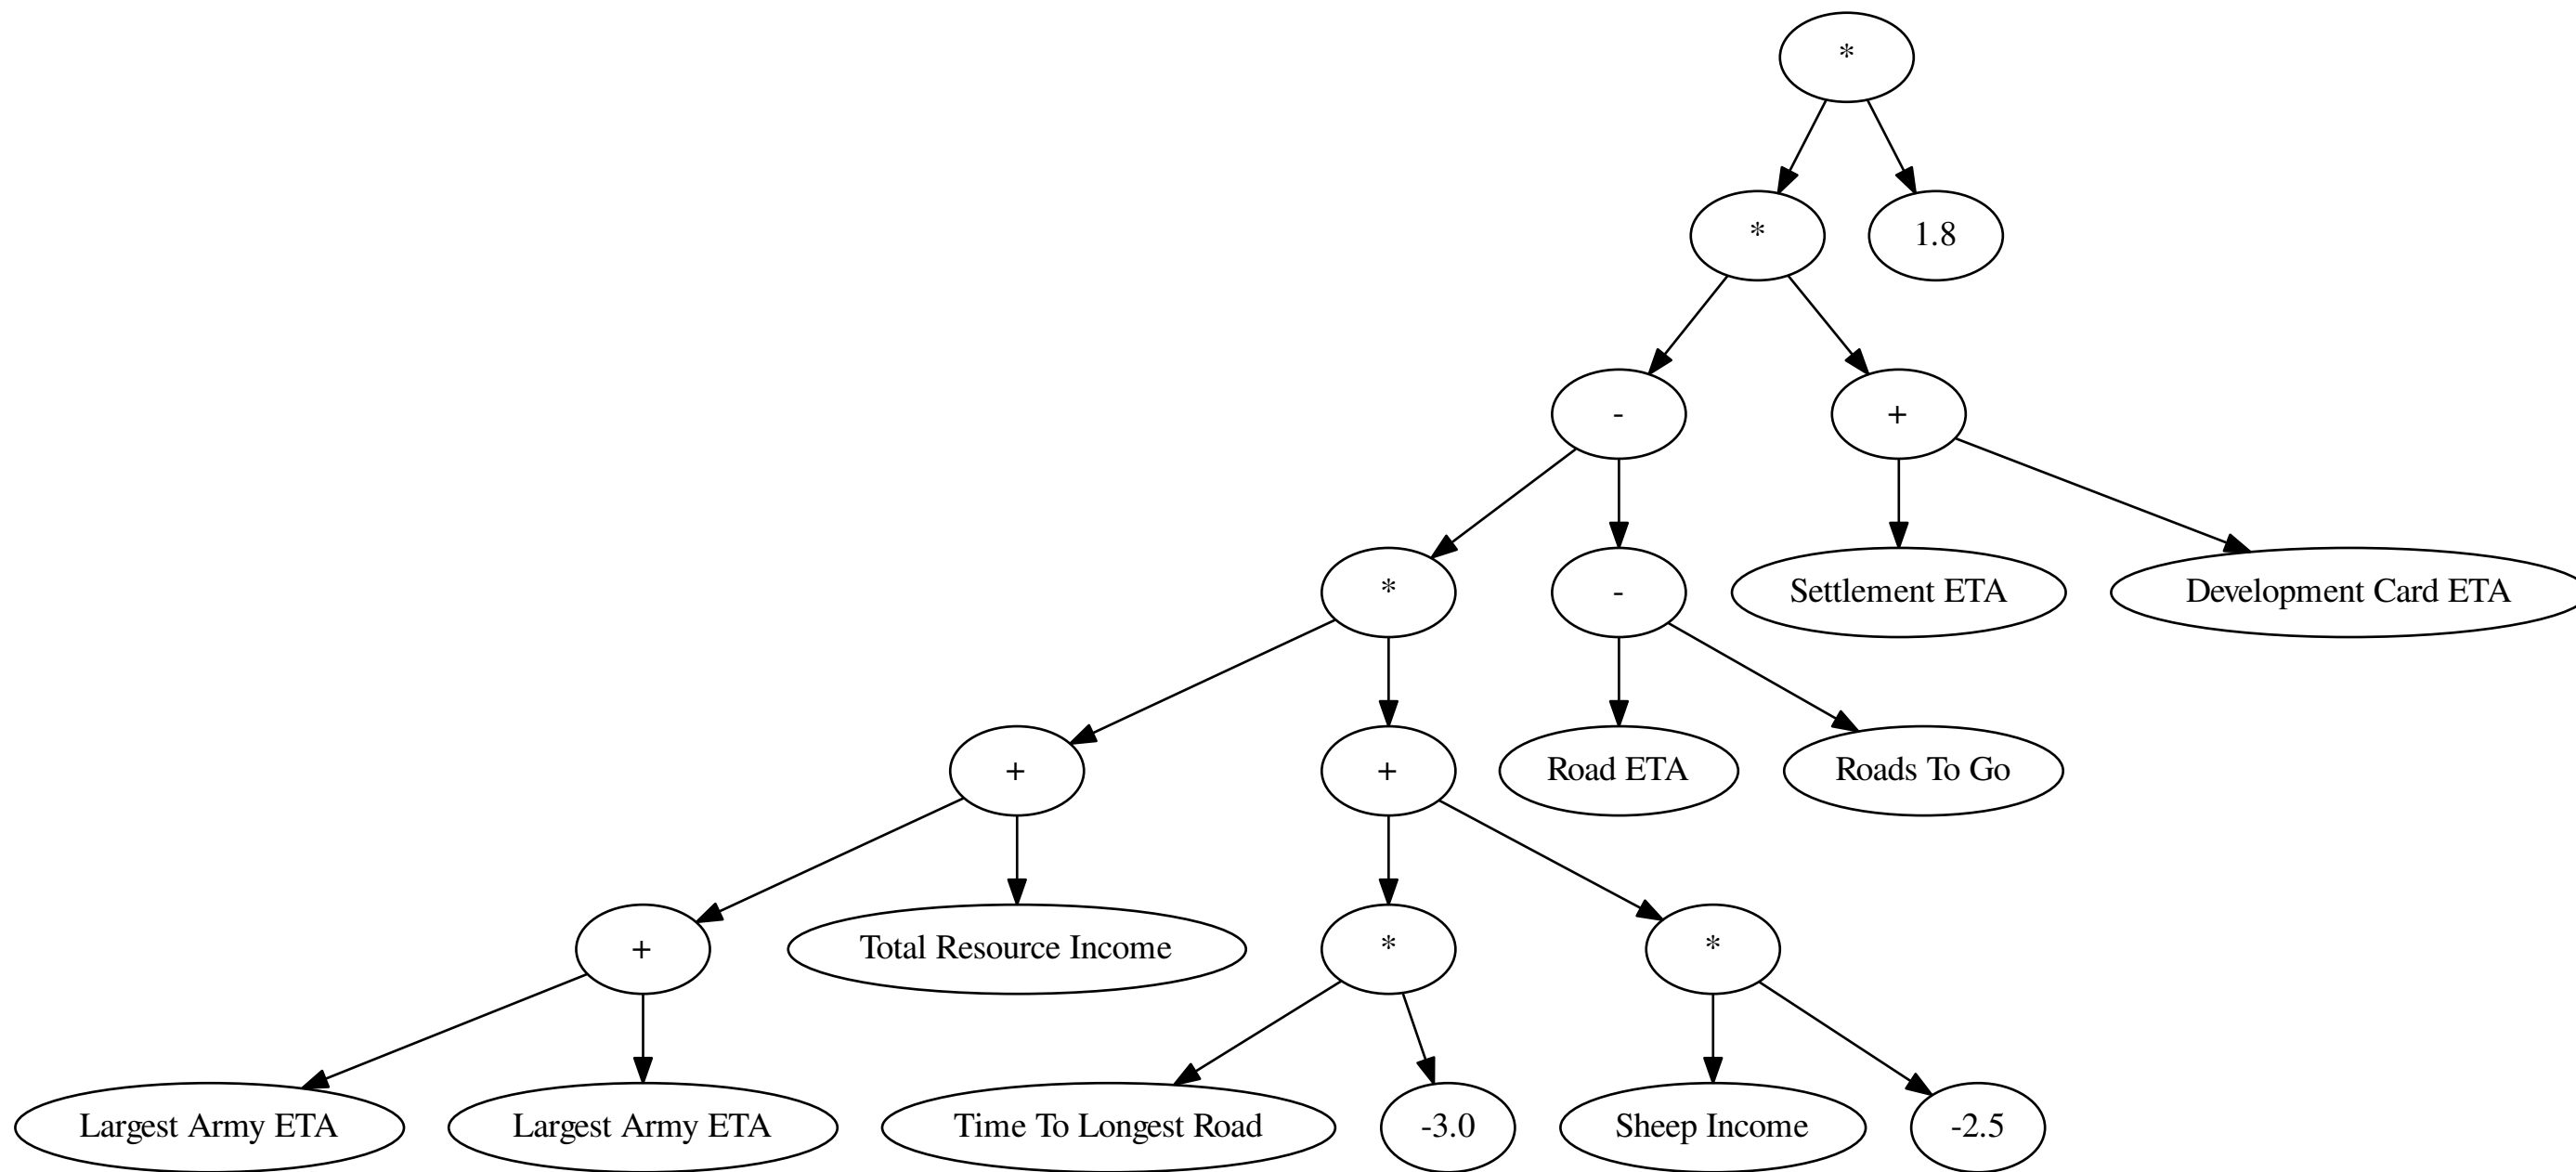 *
*
1.8
-
+
*
-
Settlement ETA
Development Card ETA
+
+
Road ETA
Roads To Go
+
Total Resource Income
*
*
Largest Army ETA
Largest Army ETA
Time To Longest Road
-3.0
Sheep Income
-2.5